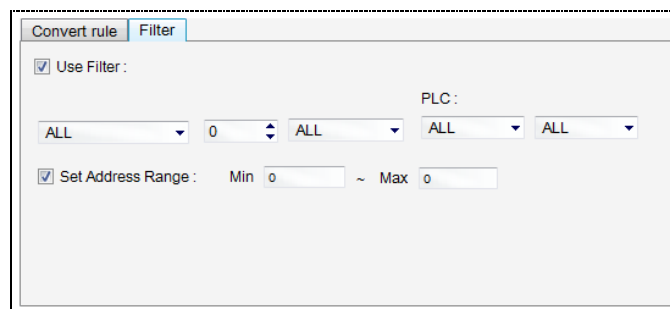 Convert rule Filter
Use Filter :
PLC :
ALL 0 ALL ALL ALL
Set Address Range : Min 0 ~ Max 0